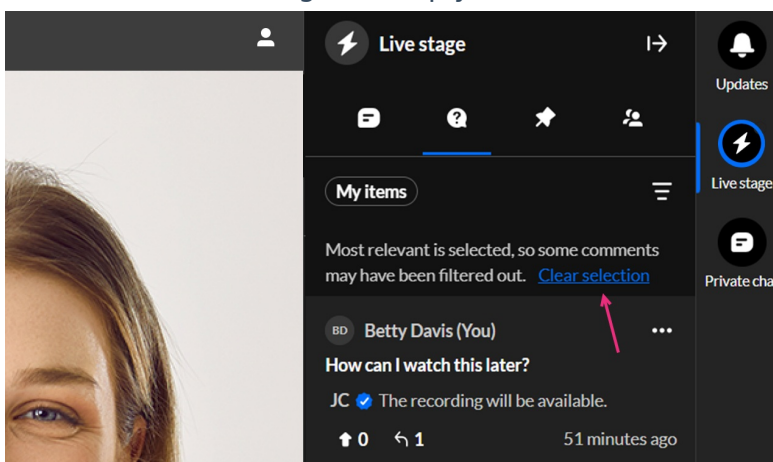 Live stage
Updates
Live stage
My items
Most relevant is selected, so some comments
may have been filtered out. Clear selection
BD Betty Davis (You)
How can I watch this later?
JC The recording will be available.
0 1 51 minutes ago
Private cha